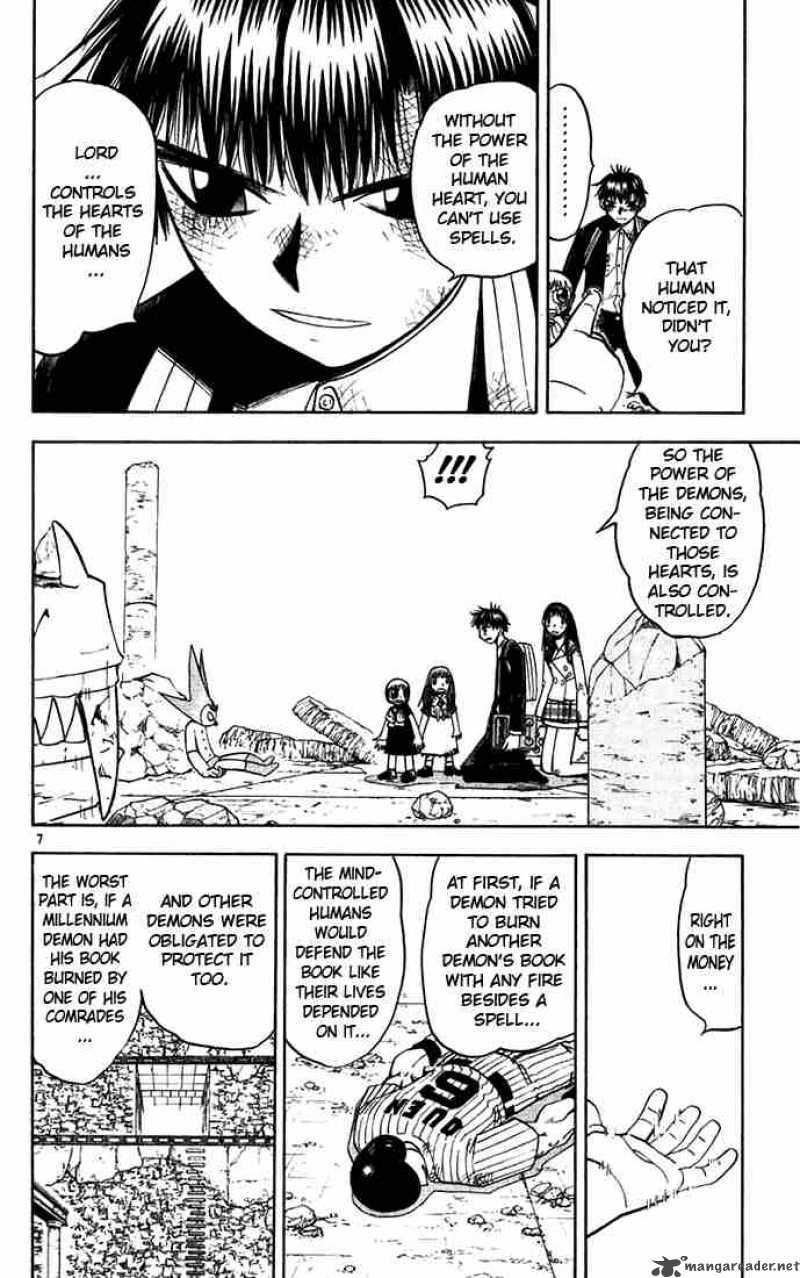 THAT
HUMAN
NOTICED IT,
DIDN'T
YOU?
.........
WITHOUT
THE POWER
OF THE
HUMAN
HEART, YOU
CAN'T USE
SPELLS.
LORD
...
CONTROLS
THE HEARTS
OF THE
HUMANS
...
SO THE
POWER OF
THE DEMONS,
BEING CON-
NECTED TO
THOSE
HEARTS, IS
ALSO CON-
TROLLED.
!!!
7
RIGHT
ON THE
MONEY
...
AT FIRST, IF A
DEMON TRIED
TO BURN
ANOTHER
DEMON'S BOOK
WITH ANY FIRE
BESIDES A
SPELL...
THE MIND-
CONTROLLED
HUMANS
WOULD
DEFEND THE
BOOK LIKE
THEIR LIVES
DEPENDED
ON IT...
QUEN
9
AND OTHER
DEMONS WERE
OBLIGATED TO
PROTECT IT
TOO.
THE WORST
PART IS, IF A
MILLENNIUM
DEMON HAD
HIS BOOK
BURNED BY
ONE OF HIS
COMRADES
...
mangareader.net